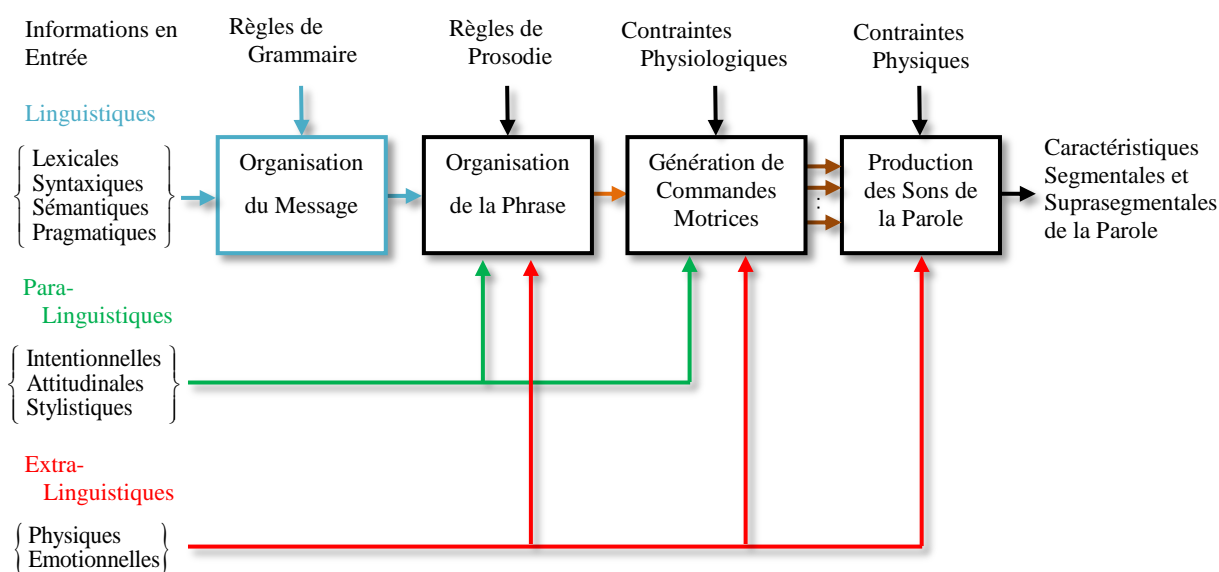 Informations en
Entrée
Règles de
Grammaire
Règles de
Prosodie
Contraintes
Physiologiques
Contraintes
Physiques
Linguistiques
Lexicales
Syntaxiques
Sémantiques
Pragmatiques
Organisation
du Message
Organisation
de la Phrase
Génération de
Commandes
Motrices
Production
des Sons de
la Parole
Caractéristiques
Segmentales et
Suprasegmentales
de la Parole
Para-
Linguistiques
Intentionnelles
Attitudinales
Stylistiques
Extra-
Linguistiques
Physiques
Emotionnelles